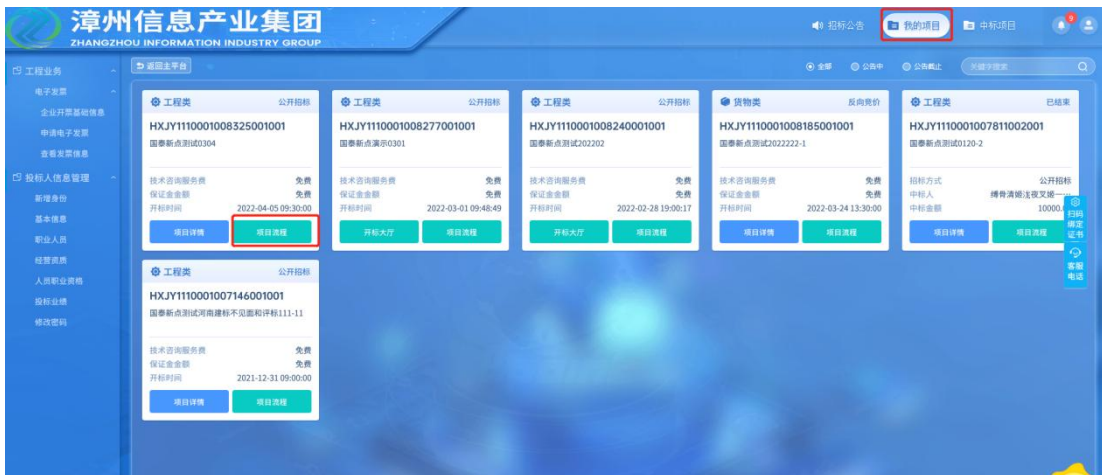 漳州信息产业集团
ZHANGZHOU INFORMATION INDUSTRY GROUP
招标公告
我的项目
中标项目
9
工程业务
电子发票
企业开票基础信息
申请电子发票
查看发票信息
投标人信息管理
新增身份
基本信息
职业人员
经营资质
人员职业资格
投标业绩
修改密码
返回主平台
全部
公告中
公告截止
关键字搜索
工程类 公开招标
HXJY1110001008325001001
国泰新点测试0304
技术咨询服务费 免费
保证金金额 免费
开标时间 2022-04-05 09:30:00
项目详情 项目流程
工程类 公开招标
HXJY1110001008277001001
国泰新点演示0301
技术咨询服务费 免费
保证金金额 免费
开标时间 2022-03-01 09:48:49
开标大厅 项目流程
工程类 公开招标
HXJY1110001008240001001
国泰新点测试202202
技术咨询服务费 免费
保证金金额 免费
开标时间 2022-02-28 19:00:17
开标大厅 项目流程
货物类 反向竞价
HXJY1110001008185001001
国泰新点测试2022222-1
技术咨询服务费 免费
保证金金额 免费
开标时间 2022-03-24 13:30:00
项目详情 项目流程
工程类 已结束
HXJY1110001007811002001
国泰新点测试0120-2
招标方式 公开招标
中标人
中标金额 10000.
项目详情 项目流程
工程类 公开招标
HXJY1110001007146001001
国泰新点测试河南建标不见面和评标111-11
技术咨询服务费 免费
保证金金额 免费
开标时间 2021-12-31 09:00:00
项目详情 项目流程
扫码
绑定
证书
客服
电话